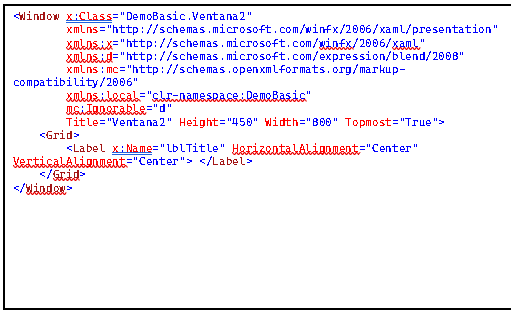 <Window x:Class="DemoBasic.Ventana2"
xmlns="http://schemas.microsoft.com/winfx/2006/xaml/presentation"
xmlns:x="http://schemas.microsoft.com/winfx/2006/xaml"
xmlns:d="http://schemas.microsoft.com/expression/blend/2008"
xmlns:mc="http://schemas.openxmlformats.org/markup-
compatibility/2006"
xmlns:local="clr-namespace:DemoBasic"
mc:Ignorable="d"
Title="Ventana2" Height="450" Width="800" Topmost="True">
<Grid>
<Label x:Name="lblTitle" HorizontalAlignment="Center"
VerticalAlignment="Center"> </Label>
</Grid>
</Window>